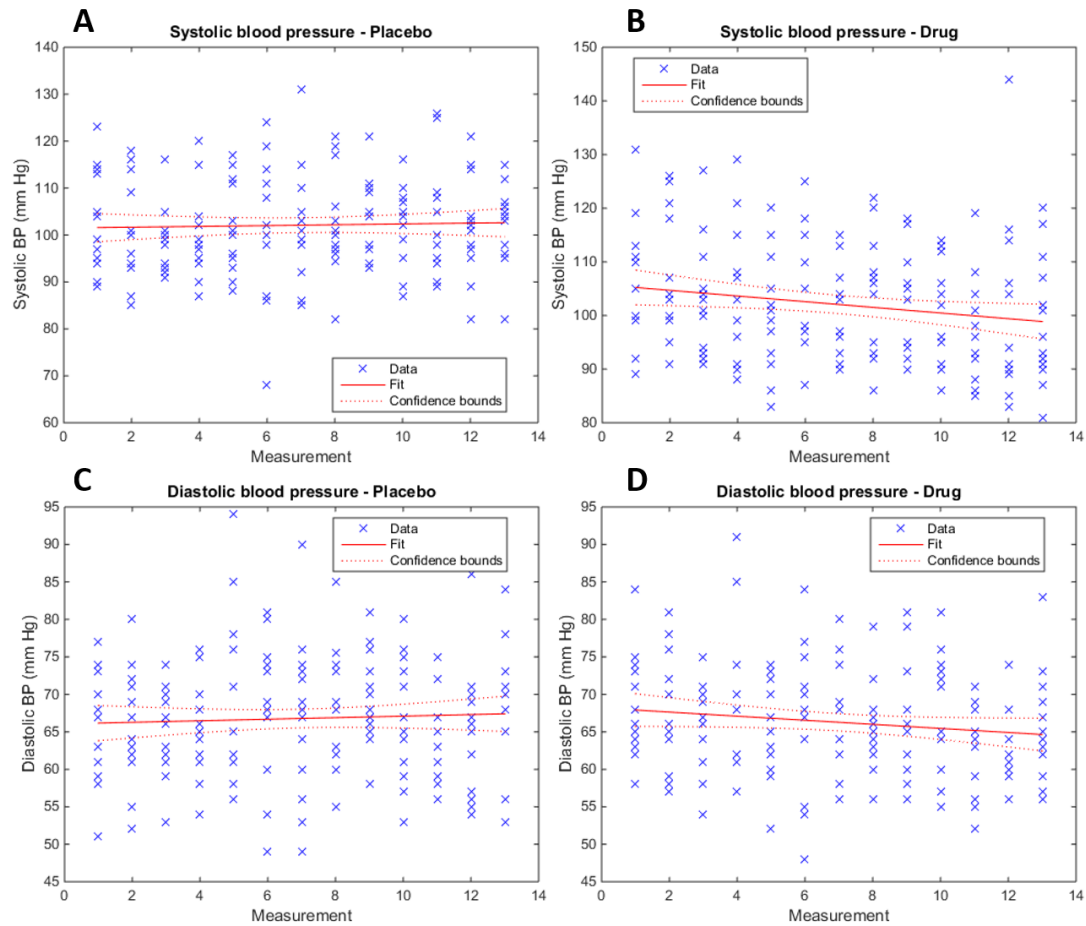 A
Systolic blood pressure - Placebo
140
130
120
110
100
90
80
70
60
Systolic BP (mm Hg)
Data
Fit
Confidence bounds
0 2 4 6 8 10 12 14
Measurement
B
Systolic blood pressure - Drug
150
140
130
120
110
100
90
80
Systolic BP (mm Hg)
Data
Fit
Confidence bounds
0 2 4 6 8 10 12 14
Measurement
C
Diastolic blood pressure - Placebo
95
90
85
80
75
70
65
60
55
50
45
Diastolic BP (mm Hg)
Data
Fit
Confidence bounds
0 2 4 6 8 10 12 14
Measurement
D
Diastolic blood pressure - Drug
95
90
85
80
75
70
65
60
55
50
45
Diastolic BP (mm Hg)
Data
Fit
Confidence bounds
0 2 4 6 8 10 12 14
Measurement